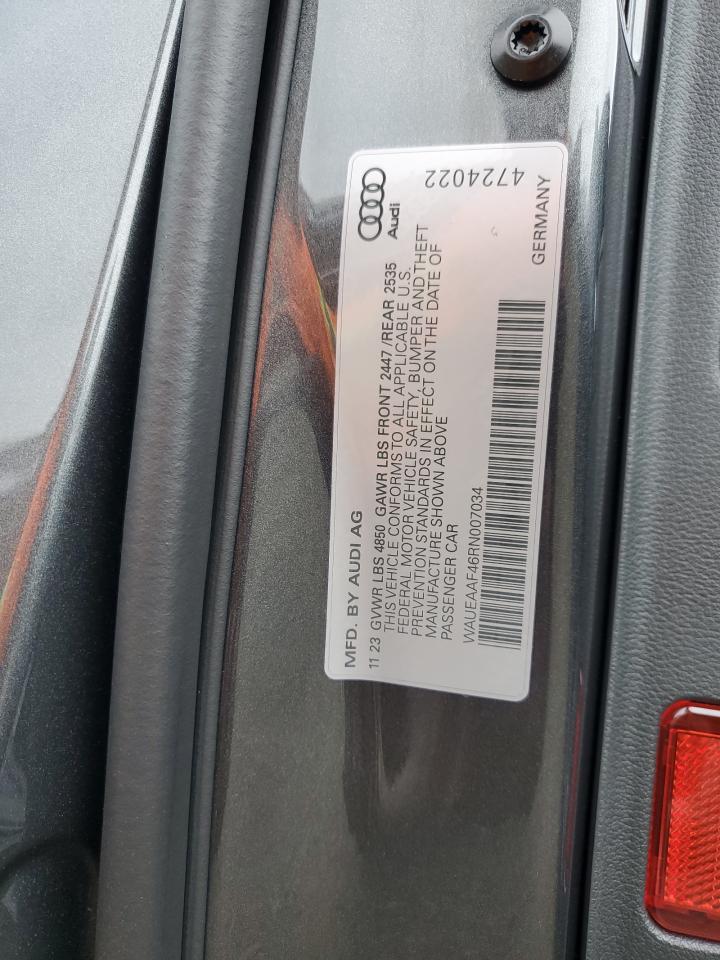 MFD. BY AUDI AG
Audi
11 23 GVWR LBS 4850 GAWR LBS FRONT 2447 /REAR 2535
THIS VEHICLE CONFORMS TO ALL APPLICABLE U.S.
FEDERAL MOTOR VEHICLE SAFETY, BUMPER AND THEFT
PREVENTION STANDARDS IN EFFECT ON THE DATE OF
MANUFACTURE SHOWN ABOVE
PASSENGER CAR
WAUEAAF46RN007034
GERMANY
4724022